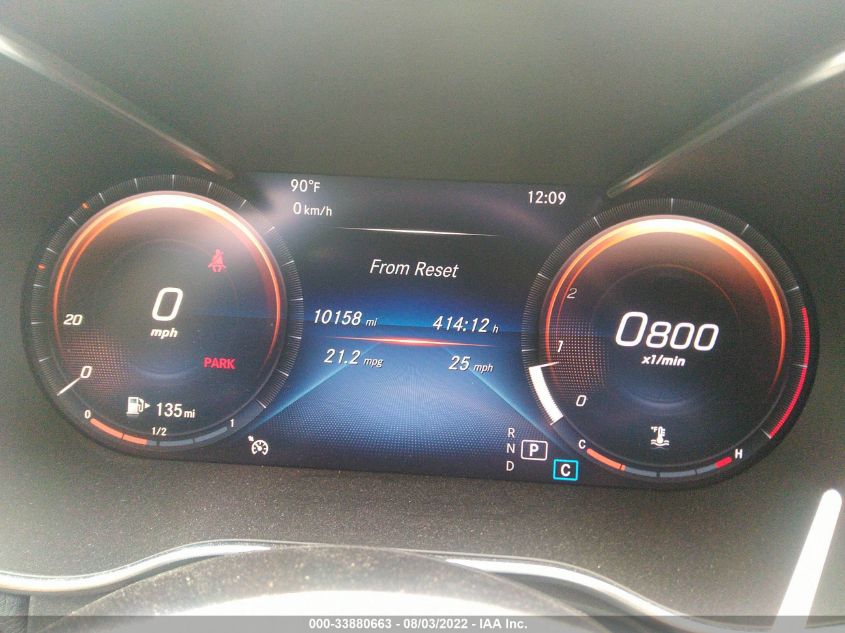 90°F 12:09
0 km/h
From Reset
10158 mi 414:12 h
21.2 mpg 25 mph
0
mph
20
PARK
0
135 mi
0 1/2 1
2
0800
1
x1/min
0
°F
C H
R
N P
D C
000-33880663 - 08/03/2022 - IAA Inc.